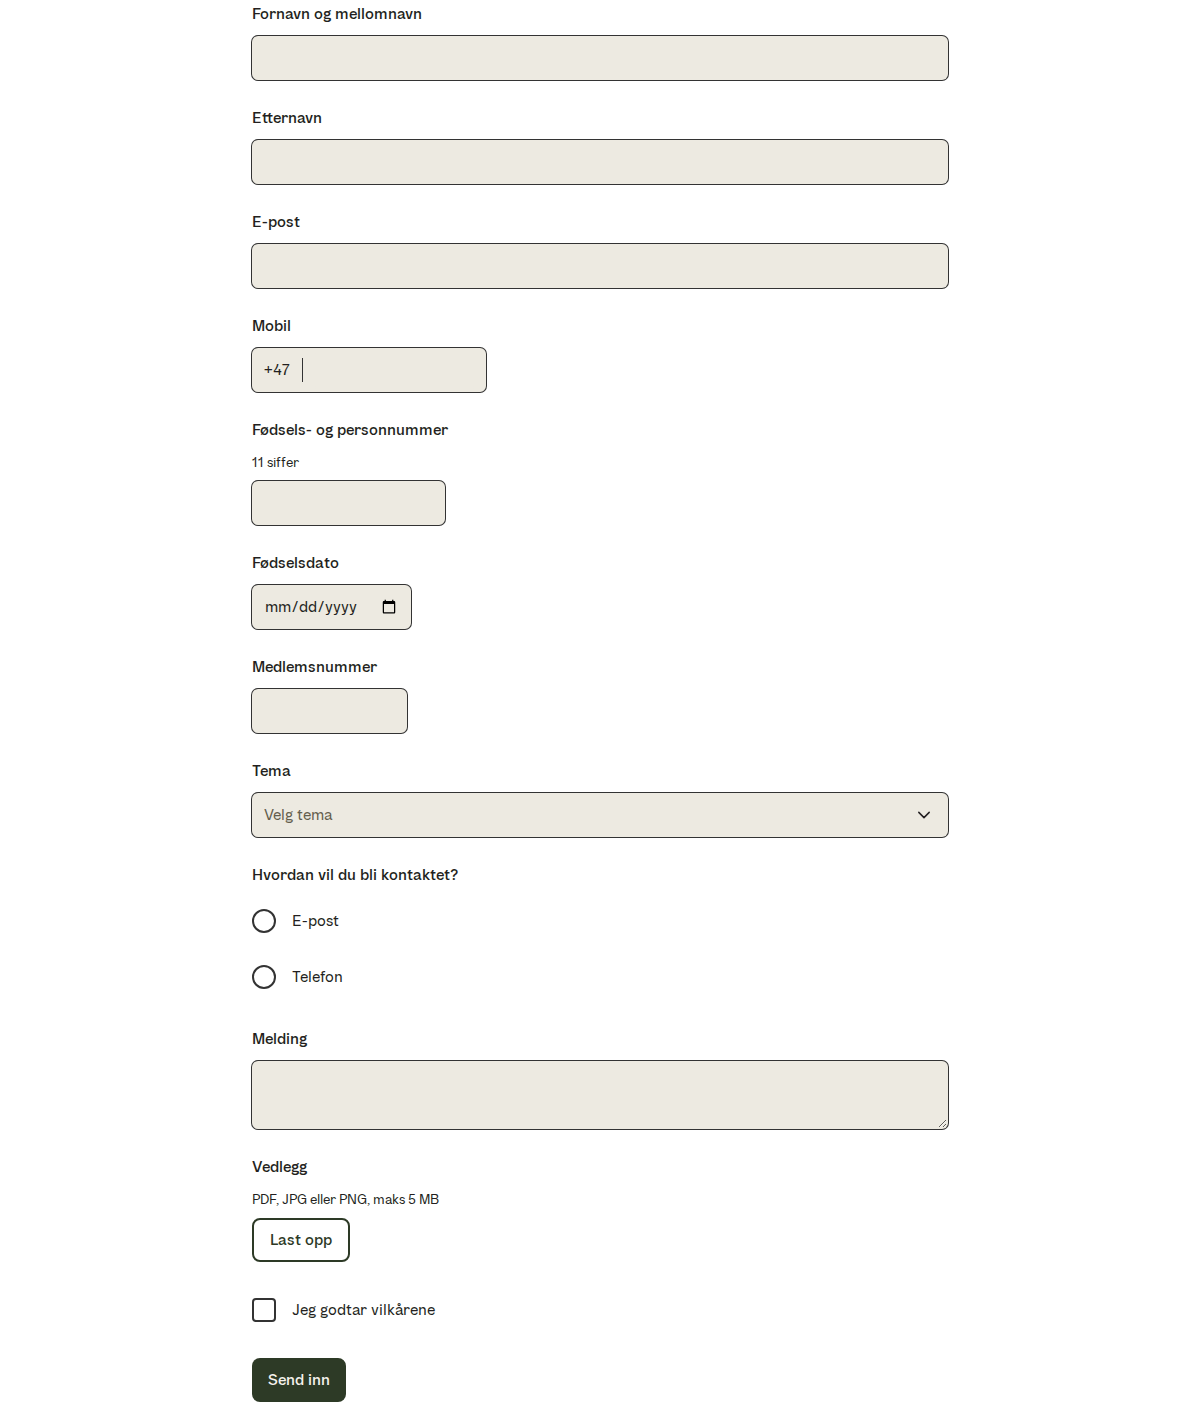 Fornavn og mellomnavn
Etternavn
E-post
Mobil
+47
Fødsels- og personnummer
11 siffer
Fødselsdato
mm/dd/yyyy
Medlemsnummer
Tema
Velg tema
Hvordan vil du bli kontaktet?
E-post
Telefon
Melding
Vedlegg
PDF, JPG eller PNG, maks 5 MB
Last opp
Jeg godtar vilkårene
Send inn